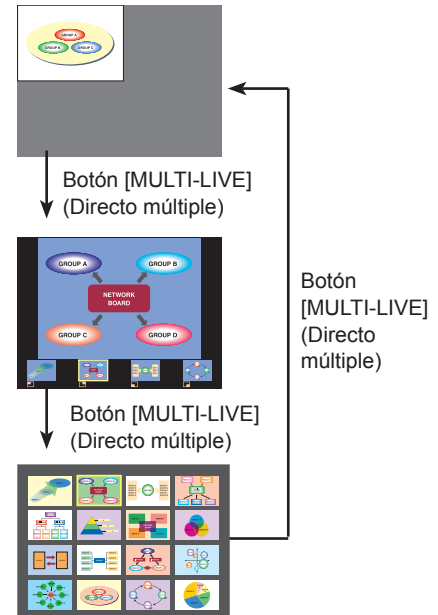 GROUP A
GROUP B GROUP C
Botón [MULTI-LIVE]
(Directo múltiple)
GROUP A GROUP B
NETWORK
BOARD
GROUP C GROUP D
Botón
[MULTI-LIVE]
(Directo
múltiple)
Botón [MULTI-LIVE]
(Directo múltiple)